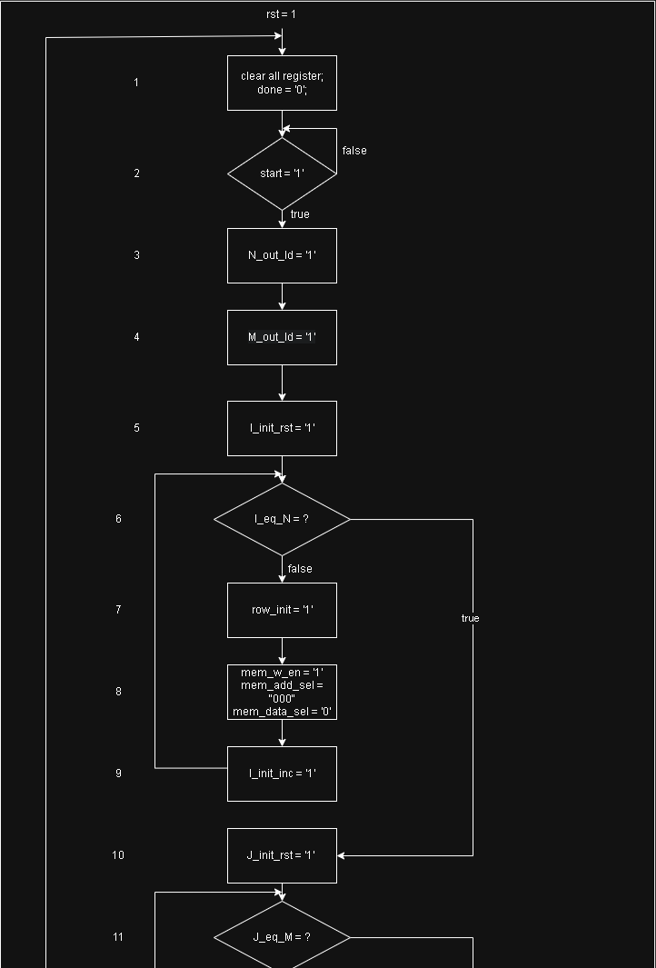 rst = 1
1
clear all register;
done = '0';
false
2
start = '1'
true
3
N_out_ld = '1'
4
M_out_ld = '1'
5
I_init_rst = '1'
6
I_eq_N = ?
false
7
row_init = '1'
true
8
mem_w_en = '1'
mem_add_sel =
"000"
mem_data_sel = '0'
9
I_init_inc = '1'
10
J_init_rst = '1'
11
J_eq_M = ?